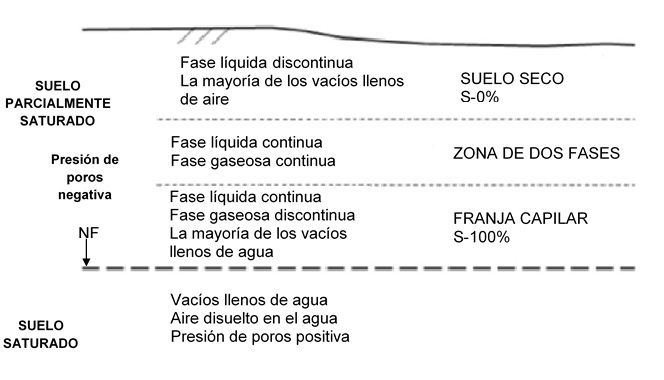 SUELO
PARCIALMENTE
SATURADO
Presión de
poros
negativa
NF
Fase líquida discontinua
La mayoría de los vacíos llenos
de aire
SUELO SECO
S-0%
Fase líquida continua
Fase gaseosa continua
ZONA DE DOS FASES
Fase líquida continua
Fase gaseosa discontinua
La mayoría de los vacíos
llenos de agua
FRANJA CAPILAR
S-100%
SUELO
SATURADO
Vacíos llenos de agua
Aire disuelto en el agua
Presión de poros positiva